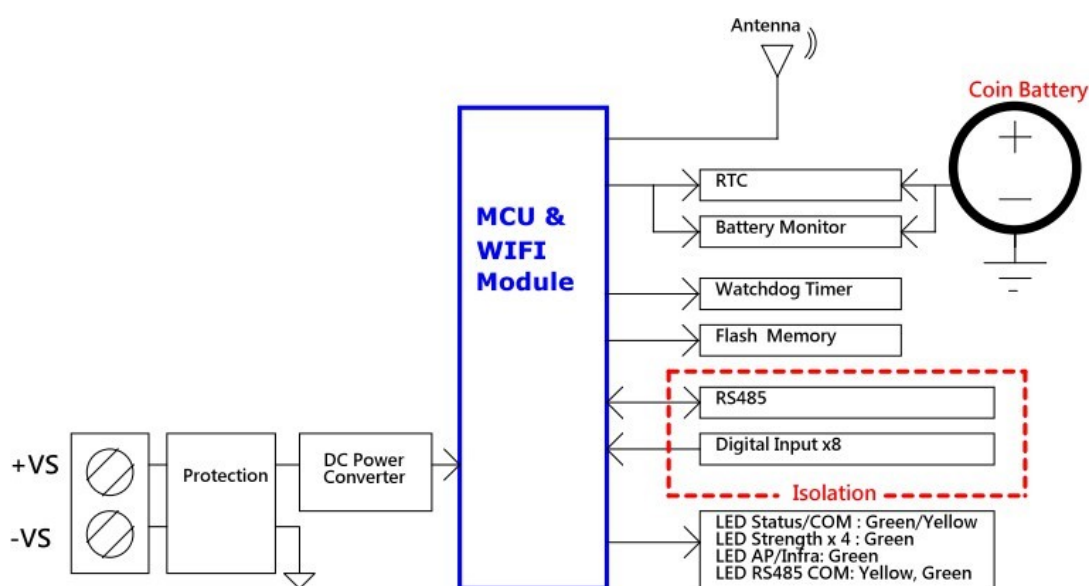 Antenna
Coin Battery
RTC
MCU &
WIFI
Module
Battery Monitor
Watchdog Timer
Flash Memory
RS485
Digital Input x8
Isolation
+VS
-VS
Protection
DC Power
Converter
LED Status/COM : Green/Yellow
LED Strength x 4 : Green
LED AP/Infra: Green
LED RS485 COM: Yellow, Green